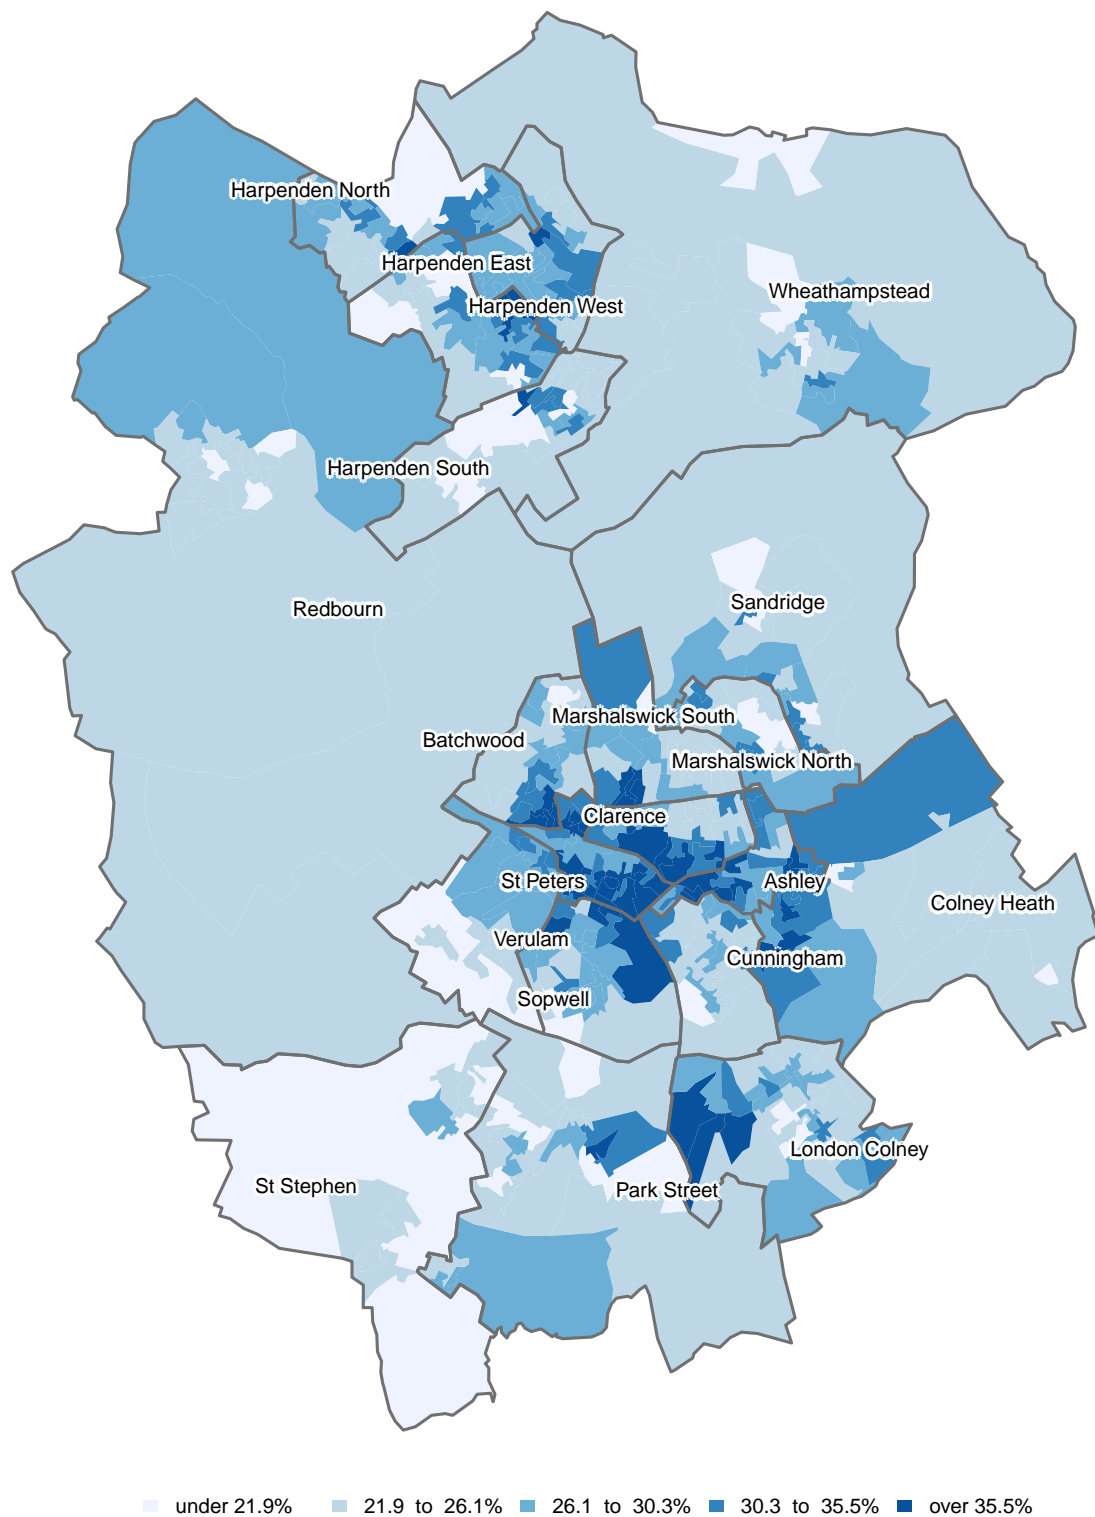 Harpenden North
Harpenden East
Harpenden West
Wheathampstead
Harpenden South
Redbourn
Sandridge
Marshalswick South
Batchwood
Marshalswick North
Clarence
St Peters
Ashley
Colney Heath
Verulam
Cunningham
Sopwell
London Colney
St Stephen
Park Street
under 21.9% 21.9 to 26.1% 26.1 to 30.3% 30.3 to 35.5% over 35.5%